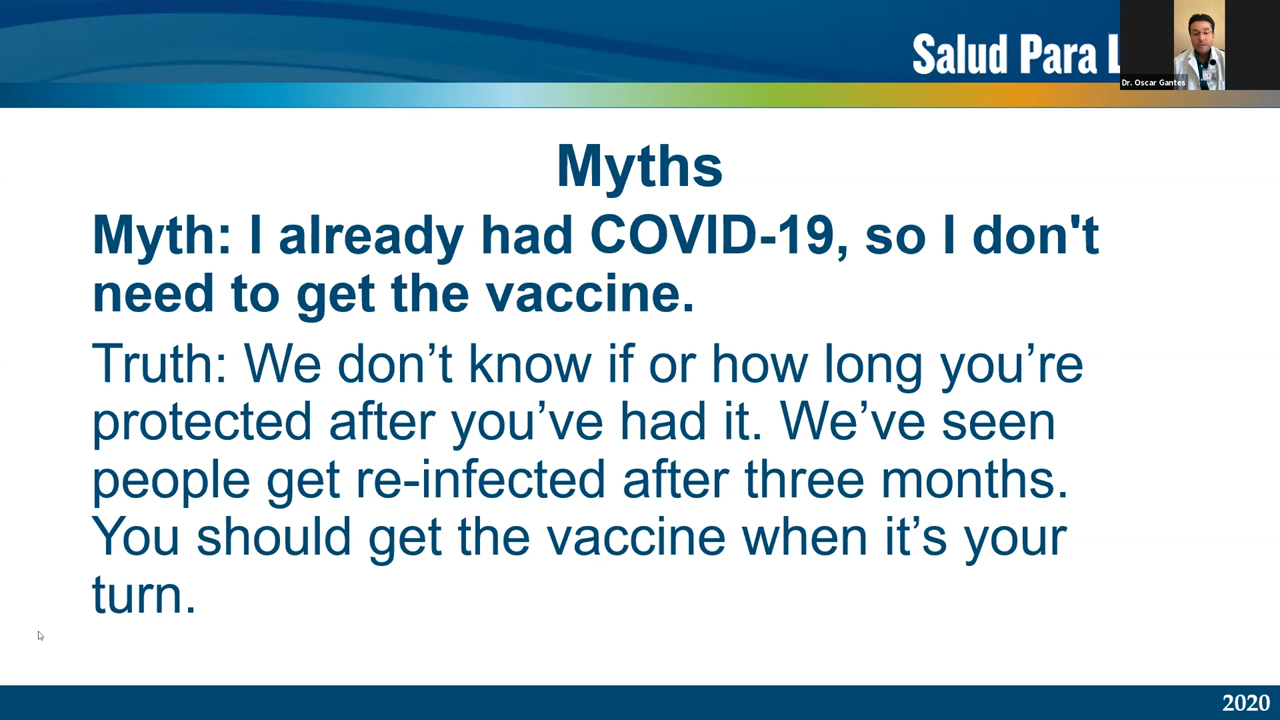 Salud Para L
Dr. Oscar Gantes
Myths
Myth: I already had COVID-19, so I don't
need to get the vaccine.
Truth: We don’t know if or how long you’re
protected after you’ve had it. We’ve seen
people get re-infected after three months.
You should get the vaccine when it’s your
turn.
2020